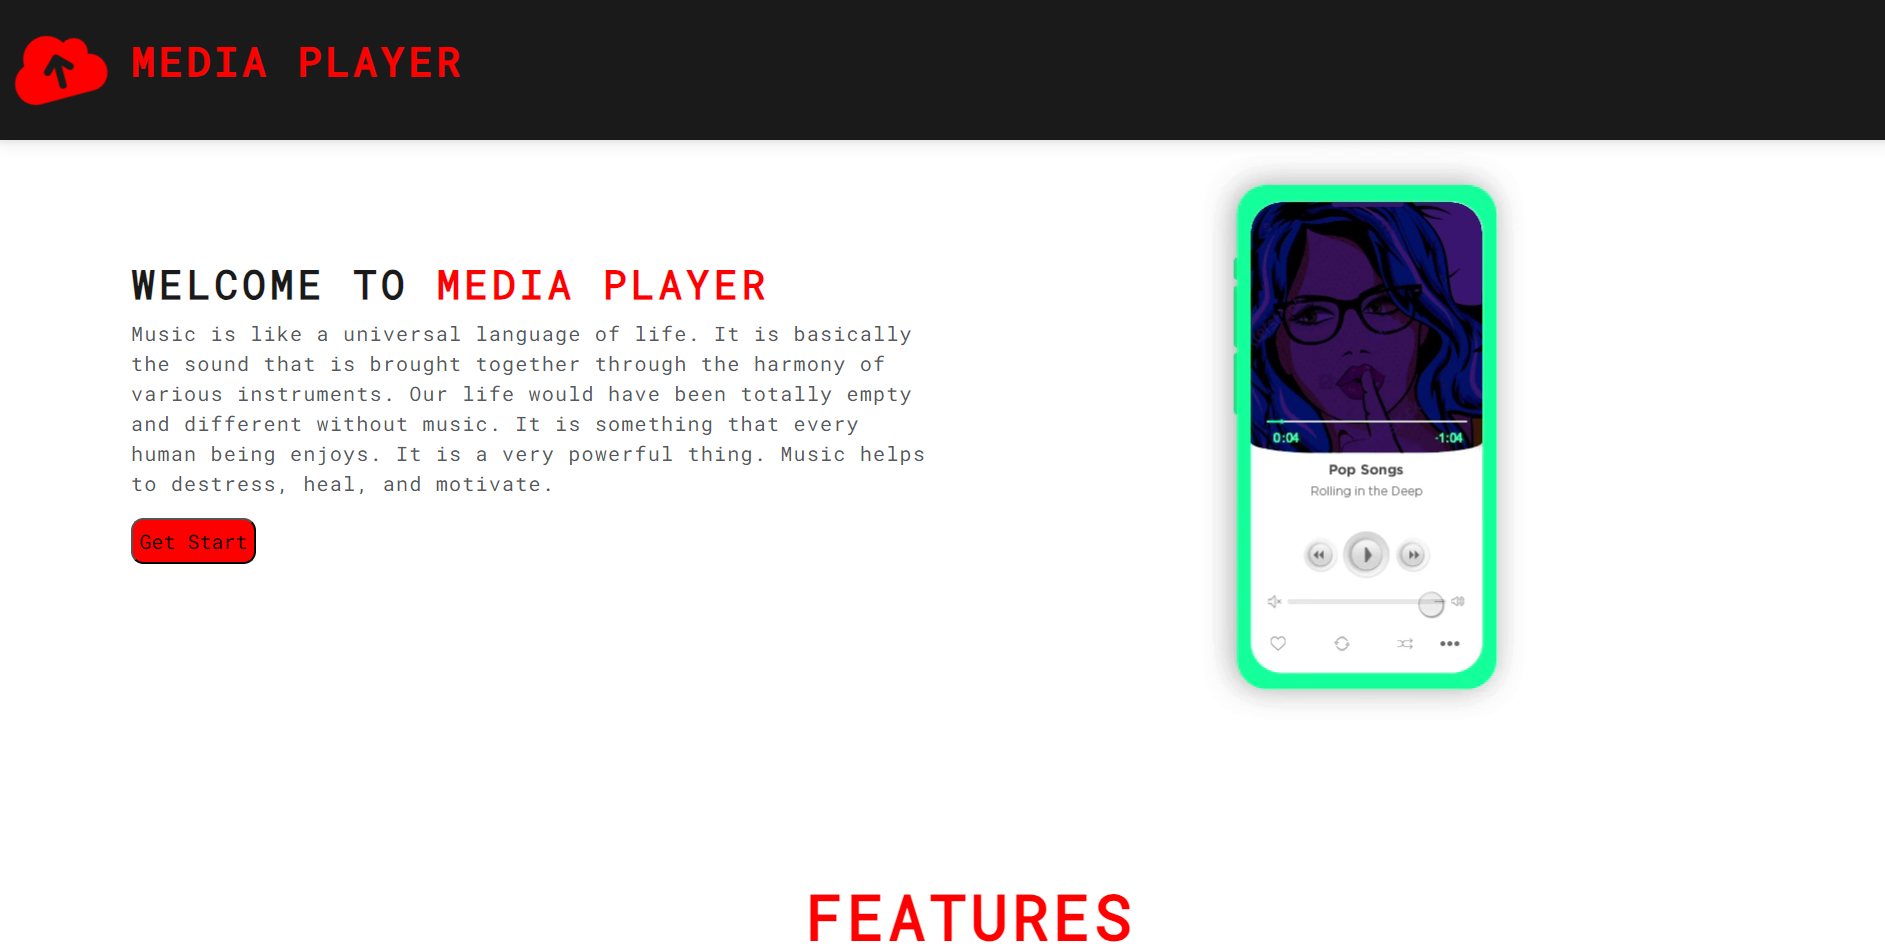 MEDIA PLAYER
WELCOME TO MEDIA PLAYER
Music is like a universal language of life. It is basically
the sound that is brought together through the harmony of
various instruments. Our life would have been totally empty
and different without music. It is something that every
human being enjoys. It is a very powerful thing. Music helps
to destress, heal, and motivate.
Get Start
0:04 -1:04
Pop Songs
Rolling in the Deep
FEATURES